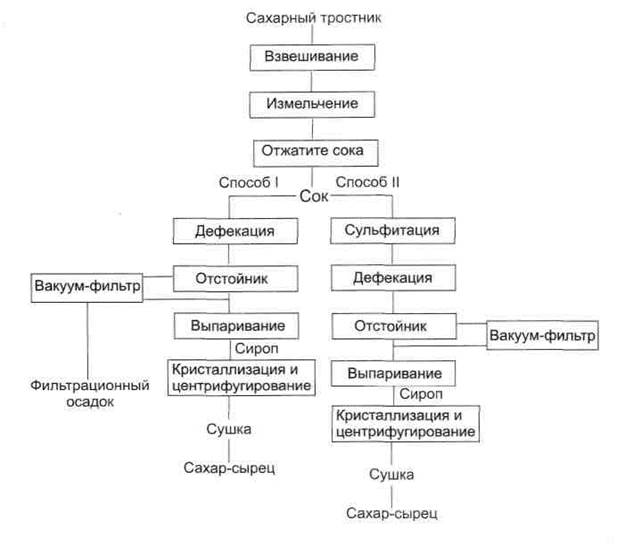 Сахарный тростник
Взвешивание
Измельчение
Отжатите сока
Способ I
Способ II
Сок
Дефекация
Сульфитация
Вакуум-фильтр
Отстойник
Дефекация
Выпаривание
Отстойник
Вакуум-фильтр
Сироп
Кристаллизация и
центрифугирование
Выпаривание
Фильтрационный
осадок
Сироп
Сушка
Кристаллизация и
центрифугирование
Сахар-сырец
Сушка
Сахар-сырец